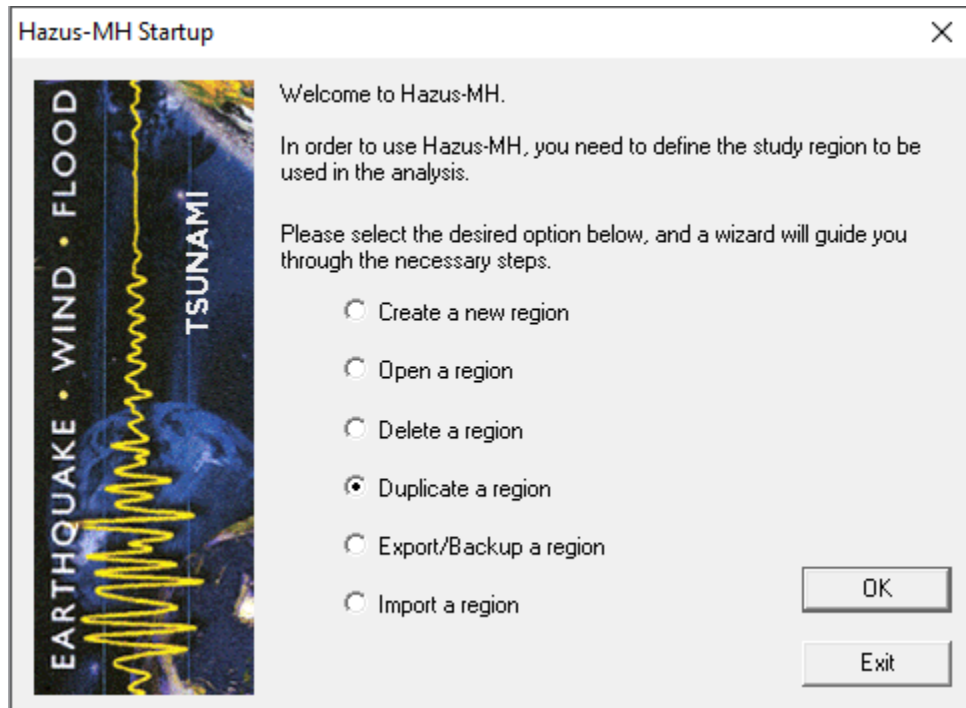 Hazus-MH Startup
EARTHQUAKE • WIND • FLOOD
TSUNAMI
Welcome to Hazus-MH.
In order to use Hazus-MH, you need to define the study region to be
used in the analysis.
Please select the desired option below, and a wizard will guide you
through the necessary steps.
Create a new region
Open a region
Delete a region
Duplicate a region
Export/Backup a region
Import a region
OK
Exit